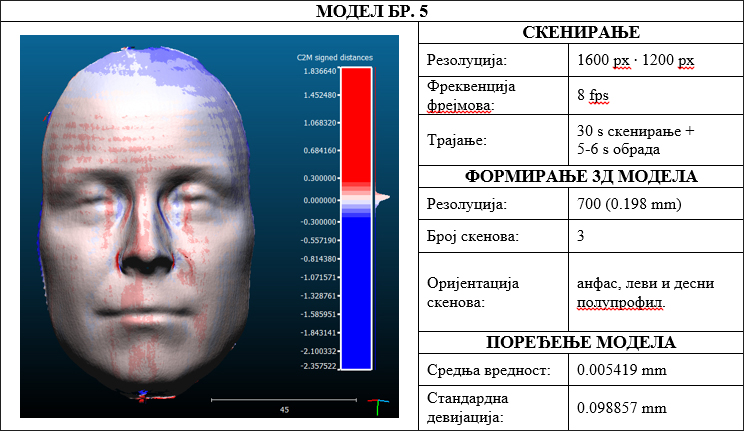 МОДЕЛ БР. 5
C2M signed distances
1.836640
1.452480
1.068320
0.684160
0.300000
0.000000
-0.300000
-0.557190
-0.814380
-1.071571
-1.328761
-1.585951
-1.843141
-2.100332
-2.357522
45
СКЕНИРАЊЕ
Резолуција: 1600 px · 1200 px
Фреквенција
фрејмова: 8 fps
Трајање: 30 s скенирање +
5-6 s обрада
ФОРМИРАЊЕ 3Д МОДЕЛА
Резолуција: 700 (0.198 mm)
Број скенова: 3
Оријентација
скенова: анфас, леви и десни
полупрофил.
ПОРЕЂЕЊЕ МОДЕЛА
Средња вредност: 0.005419 mm
Стандардна
девијација: 0.098857 mm